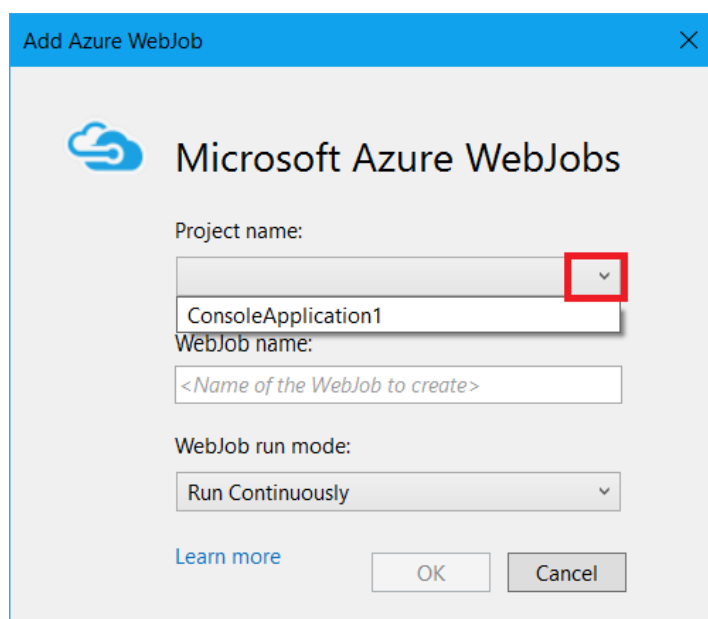 Add Azure WebJob
Microsoft Azure WebJobs
Project name:
ConsoleApplication1
WebJob name:
<Name of the WebJob to create>
WebJob run mode:
Run Continuously
Learn more
OK
Cancel